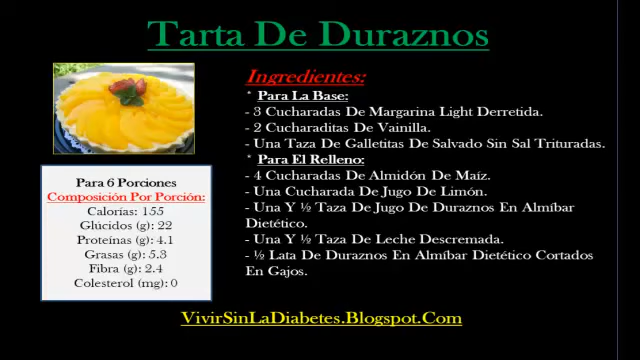 Tarta De Duraznos
Ingredientes:
* Para La Base:
- 3 Cucharadas De Margarina Light Derretida.
- 2 Cucharaditas De Vainilla.
- Una Taza De Galletitas De Salvado Sin Sal Trituradas.
* Para El Relleno:
- 4 Cucharadas De Almidón De Maíz.
- Una Cucharada De Jugo De Limón.
- Una Y ½ Taza De Jugo De Duraznos En Almíbar
Dietético.
- Una Y ½ Taza De Leche Descremada.
- ½ Lata De Duraznos En Almíbar Dietético Cortados
En Gajos.
Para 6 Porciones
Composición Por Porción:
Calorías: 155
Glúcidos (g): 22
Proteínas (g): 4.1
Grasas (g): 5.3
Fibra (g): 2.4
Colesterol (mg): 0
VivirSinLaDiabetes.Blogspot.Com